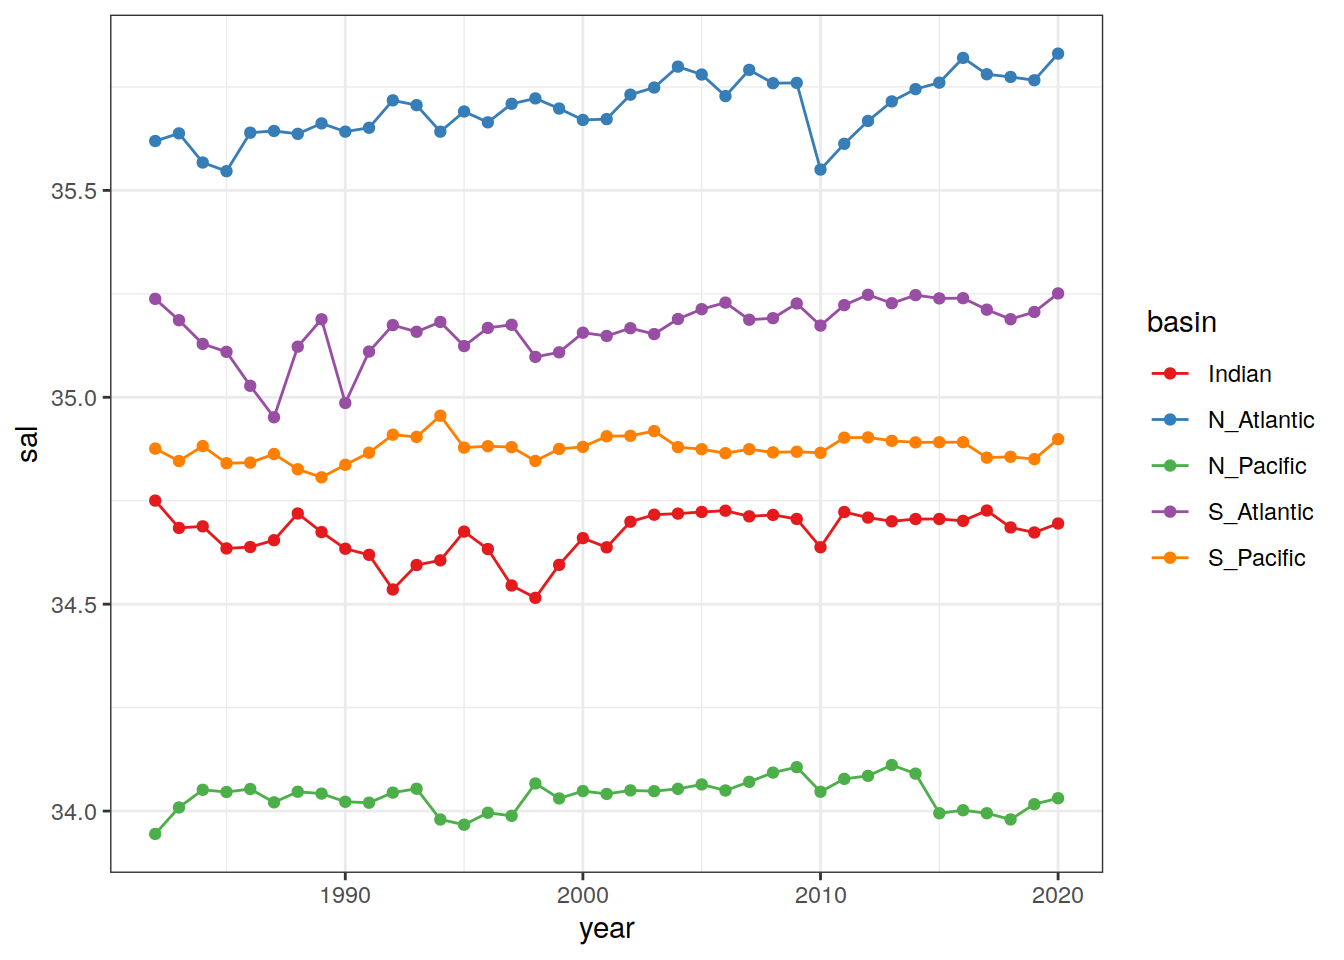 35.5
35.0
34.5
34.0
sal
1990
2000
2010
2020
year
basin
Indian
N_Atlantic
N_Pacific
S_Atlantic
S_Pacific